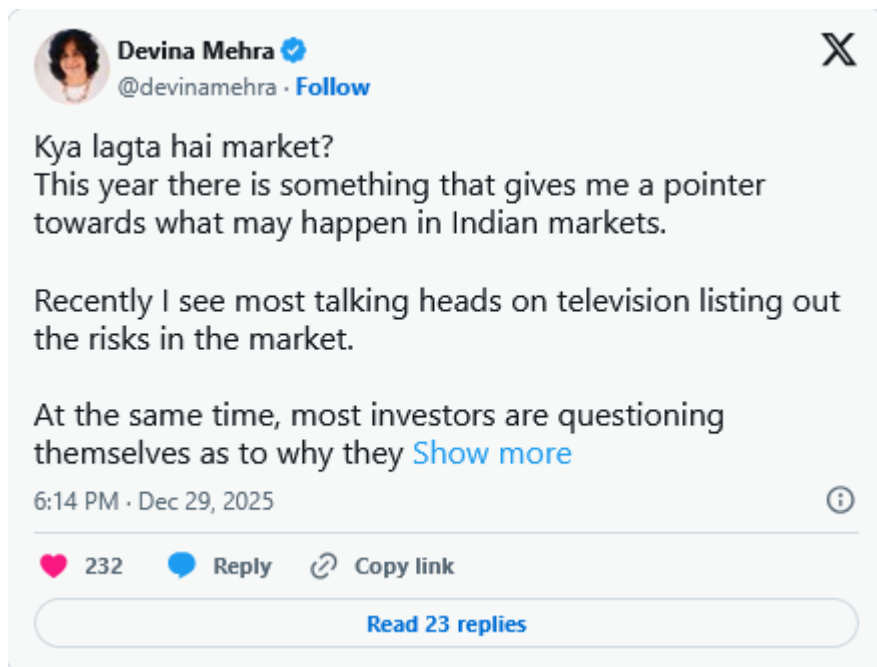 Devina Mehra
@devinamehra · Follow
Kya lagta hai market?
This year there is something that gives me a pointer
towards what may happen in Indian markets.
Recently I see most talking heads on television listing out
the risks in the market.
At the same time, most investors are questioning
themselves as to why they Show more
6:14 PM · Dec 29, 2025
232 Reply Copy link
Read 23 replies